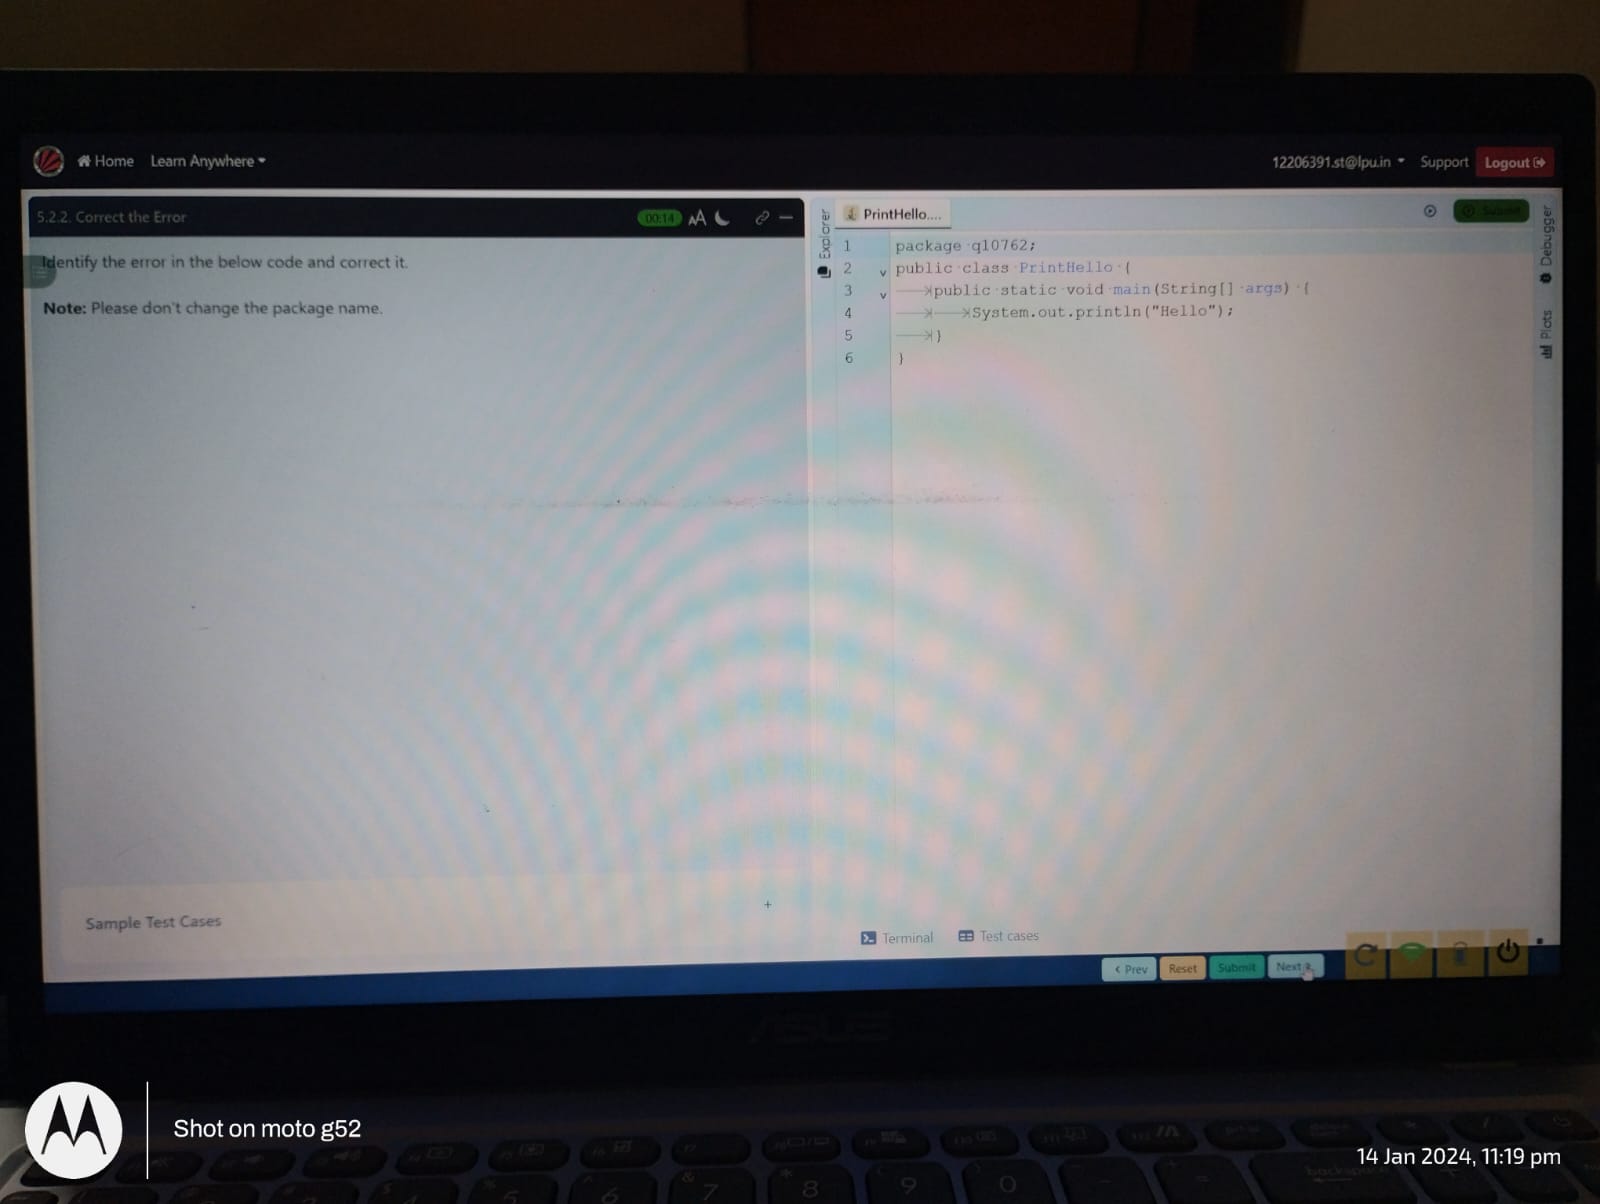 Home Learn Anywhere
12206391.st@lpu.in Support Logout
5.2.2. Correct the Error
00:14 AA
Identify the error in the below code and correct it.
Note: Please don't change the package name.
Sample Test Cases
Explorer
PrintHello....
Submit
Debugger
Plots
1 package q10762;
2 public class PrintHello {
3 public static void main(String[] args) {
4 System.out.println("Hello");
5 }
6 }
Terminal Test cases
< Prev Reset Submit Next
ASUS
Shot on moto g52
14 Jan 2024, 11:19 pm